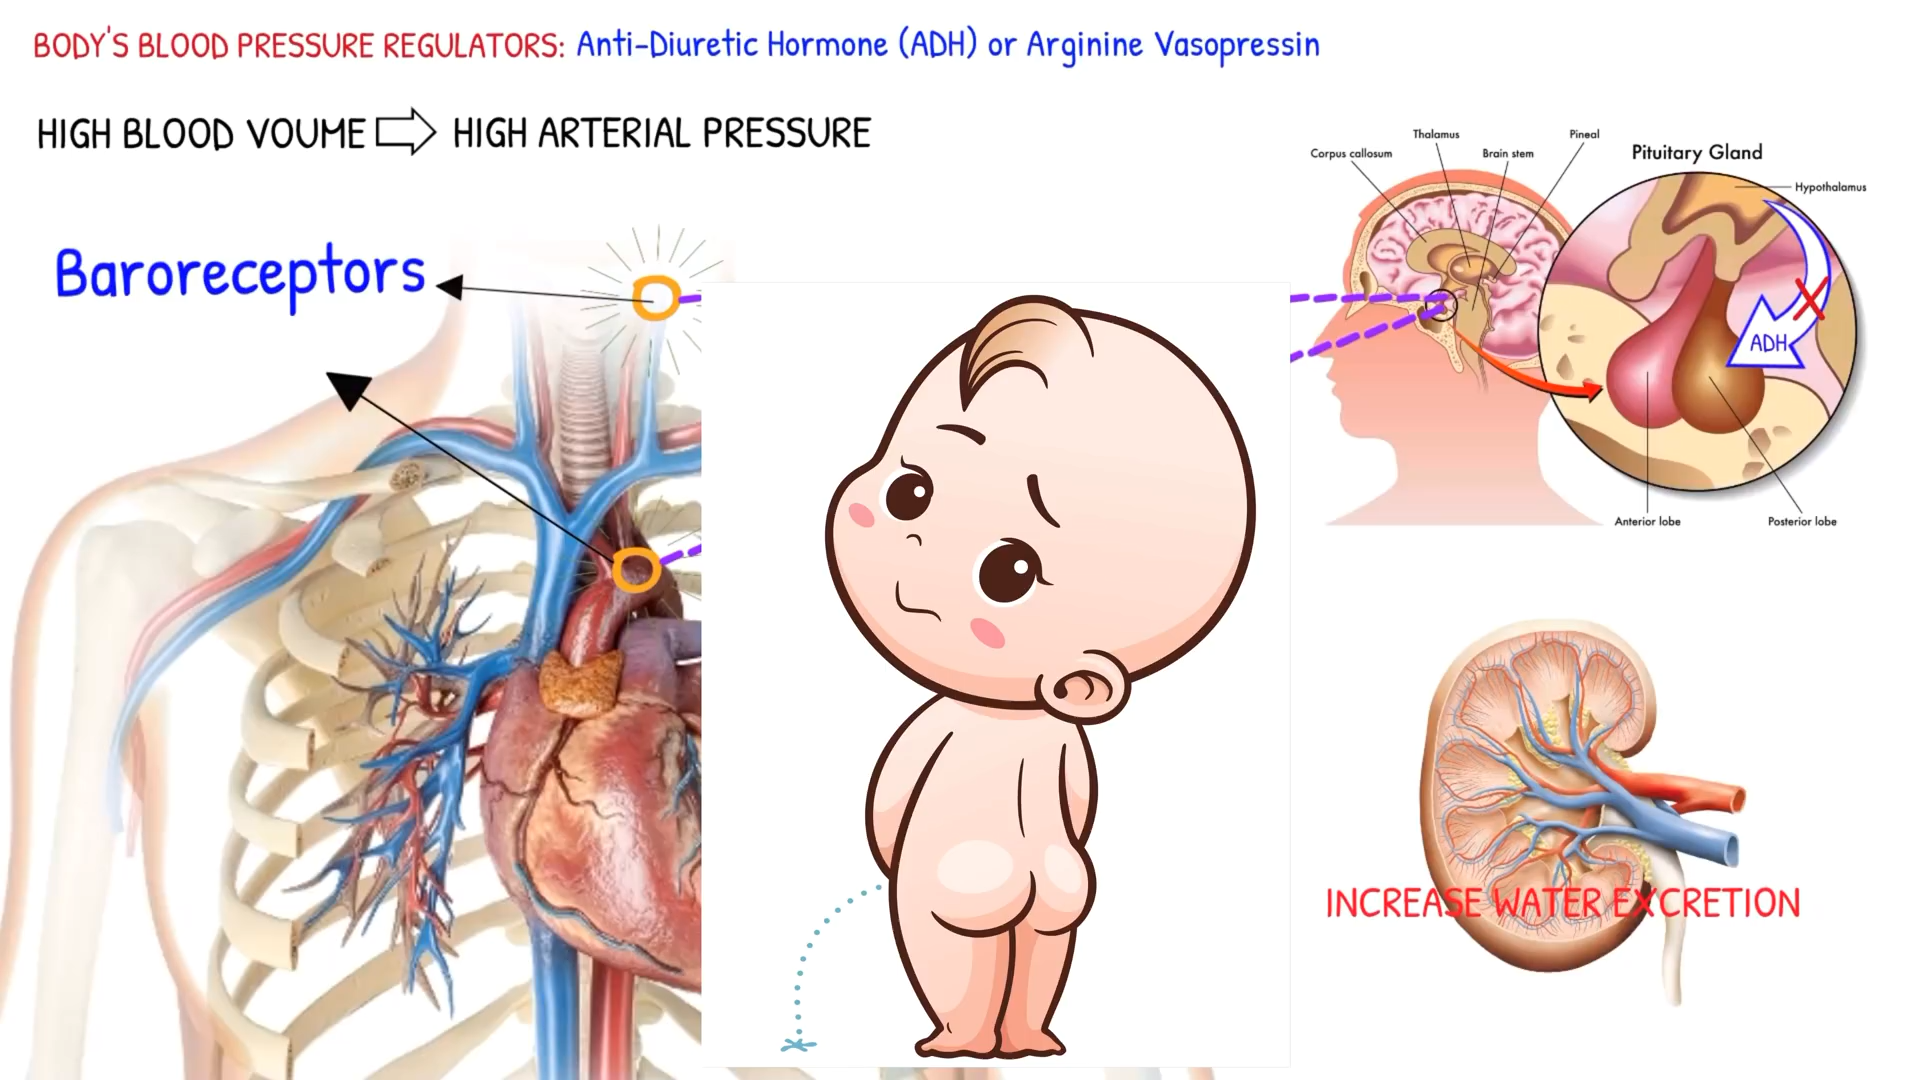 BODY'S BLOOD PRESSURE REGULATORS: Anti-Diuretic Hormone (ADH) or Arginine Vasopressin
HIGH BLOOD VOUME HIGH ARTERIAL PRESSURE
Baroreceptors
Thalamus
Pineal
Corpus callosum
Brain stem
Pituitary Gland
Hypothalamus
ADH
Anterior lobe
Posterior lobe
INCREASE WATER EXCRETION